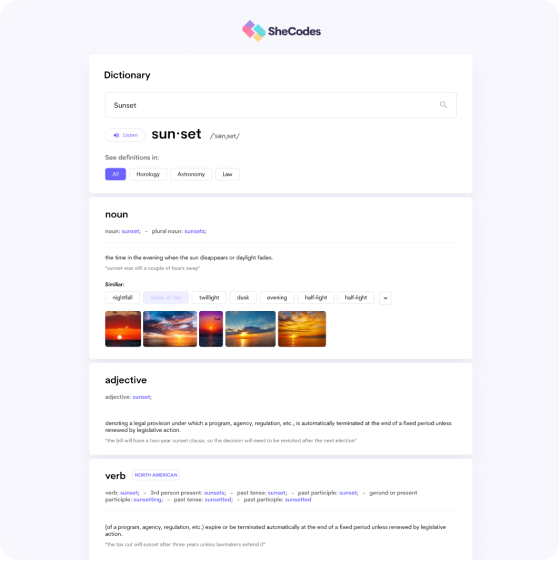 SheCodes
Dictionary
Sunset
Listen
sun·set /ˈsənˌset/
See definitions in:
All Horology Astronomy Law
noun
noun: sunset; - plural noun: sunsets;
the time in the evening when the sun disappears or daylight fades.
"sunset was still a couple of hours away"
Similiar:
nightfall close of day twilight dusk evening half-light half-light
adjective
adjective: sunset;
denoting a legal provision under which a program, agency, regulation, etc., is automatically terminated at the end of a fixed period unless
renewed by legislative action.
"the bill will have a two-year sunset clause, so the decision will need to be revisited after the next election"
verb NORTH AMERICAN
verb: sunset; - 3rd person present: sunsets; - past tense: sunset; - past participle: sunset; - gerund or present
participle: sunsetting; - past tense: sunsetted; - past participle: sunsetted
(of a program, agency, regulation, etc.) expire or be terminated automatically at the end of a fixed period unless renewed by legislative
action.
"the tax cut will sunset after three years unless lawmakers extend it"